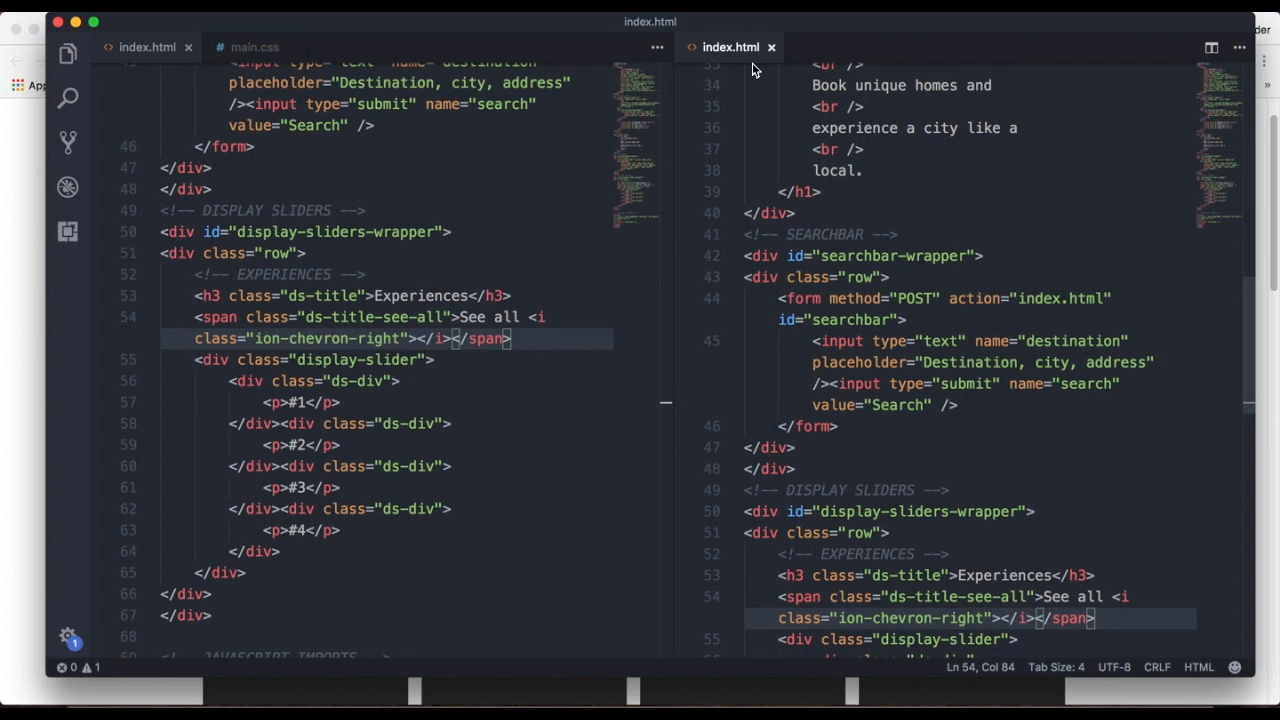 index.html
index.html
main.css
index.html
der
App
placeholder="Destination, city, address"
/><input type="submit" name="search"
value="Search" />
46 </form>
47 </div>
48 </div>
49 <!-- DISPLAY SLIDERS -->
50 <div id="display-sliders-wrapper">
51 <div class="row">
52 <!-- EXPERIENCES -->
53 <h3 class="ds-title">Experiences</h3>
54 <span class="ds-title-see-all">See all <i
class="ion-chevron-right"></i></span>
55 <div class="display-slider">
56 <div class="ds-div">
57 <p>#1</p>
58 </div><div class="ds-div">
59 <p>#2</p>
60 </div><div class="ds-div">
61 <p>#3</p>
62 </div><div class="ds-div">
63 <p>#4</p>
64 </div>
65 </div>
66 </div>
67 </div>
68
69 <!-- JAVASCRIPT IMPORTS -->
33 <br />
34 Book unique homes and
35 <br />
36 experience a city like a
37 <br />
38 local.
39 </h1>
40 </div>
41 <!-- SEARCHBAR -->
42 <div id="searchbar-wrapper">
43 <div class="row">
44 <form method="POST" action="index.html"
id="searchbar">
45 <input type="text" name="destination"
placeholder="Destination, city, address"
/><input type="submit" name="search"
value="Search" />
46 </form>
47 </div>
48 </div>
49 <!-- DISPLAY SLIDERS -->
50 <div id="display-sliders-wrapper">
51 <div class="row">
52 <!-- EXPERIENCES -->
53 <h3 class="ds-title">Experiences</h3>
54 <span class="ds-title-see-all">See all <i
class="ion-chevron-right"></i></span>
55 <div class="display-slider">
0 1
Ln 54, Col 84 Tab Size: 4 UTF-8 CRLF HTML
1